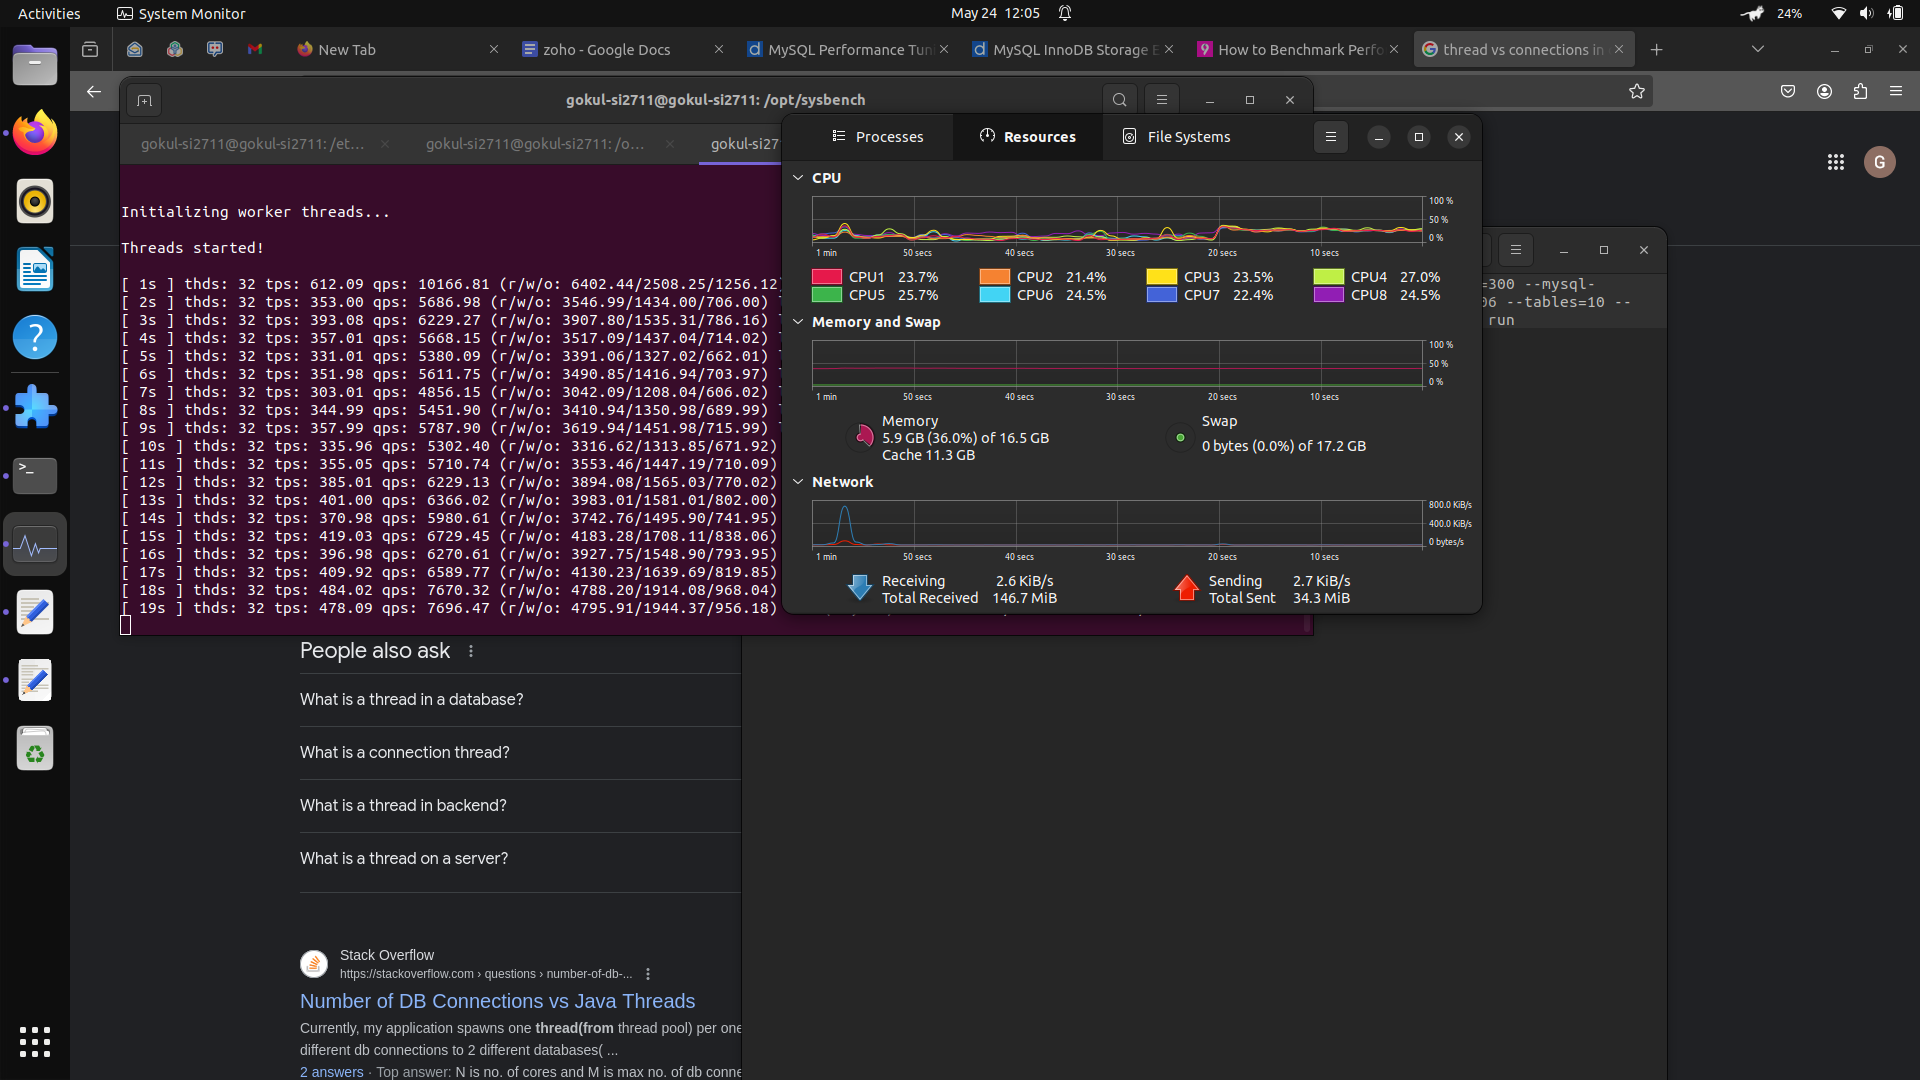 Activities
System Monitor
May 24 12:05
24%
New Tab
zoho - Google Docs
MySQL Performance Tuni
MySQL InnoDB Storage E
How to Benchmark Perfo
thread vs connections in
gokul-si2711@gokul-si2711: /opt/sysbench
gokul-si2711@gokul-si2711: /et...
gokul-si2711@gokul-si2711: /o...
gokul-si27
Initializing worker threads...
Threads started!
[ 1s ] thds: 32 tps: 612.09 qps: 10166.81 (r/w/o: 6402.44/2508.25/1256.12)
[ 2s ] thds: 32 tps: 353.00 qps: 5686.98 (r/w/o: 3546.99/1434.00/706.00)
[ 3s ] thds: 32 tps: 393.08 qps: 6229.27 (r/w/o: 3907.80/1535.31/786.16)
[ 4s ] thds: 32 tps: 357.01 qps: 5668.15 (r/w/o: 3517.09/1437.04/714.02)
[ 5s ] thds: 32 tps: 331.01 qps: 5380.09 (r/w/o: 3391.06/1327.02/662.01)
[ 6s ] thds: 32 tps: 351.98 qps: 5611.75 (r/w/o: 3490.85/1416.94/703.97)
[ 7s ] thds: 32 tps: 303.01 qps: 4856.15 (r/w/o: 3042.09/1208.04/606.02)
[ 8s ] thds: 32 tps: 344.99 qps: 5451.90 (r/w/o: 3410.94/1350.98/689.99)
[ 9s ] thds: 32 tps: 357.99 qps: 5787.90 (r/w/o: 3619.94/1451.98/715.99)
[ 10s ] thds: 32 tps: 335.96 qps: 5302.40 (r/w/o: 3316.62/1313.85/671.92)
[ 11s ] thds: 32 tps: 355.05 qps: 5710.74 (r/w/o: 3553.46/1447.19/710.09)
[ 12s ] thds: 32 tps: 385.01 qps: 6229.13 (r/w/o: 3894.08/1565.03/770.02)
[ 13s ] thds: 32 tps: 401.00 qps: 6366.02 (r/w/o: 3983.01/1581.01/802.00)
[ 14s ] thds: 32 tps: 370.98 qps: 5980.61 (r/w/o: 3742.76/1495.90/741.95)
[ 15s ] thds: 32 tps: 419.03 qps: 6729.45 (r/w/o: 4183.28/1708.11/838.06)
[ 16s ] thds: 32 tps: 396.98 qps: 6270.61 (r/w/o: 3927.75/1548.90/793.95)
[ 17s ] thds: 32 tps: 409.92 qps: 6589.77 (r/w/o: 4130.23/1639.69/819.85)
[ 18s ] thds: 32 tps: 484.02 qps: 7670.32 (r/w/o: 4788.20/1914.08/968.04)
[ 19s ] thds: 32 tps: 478.09 qps: 7696.47 (r/w/o: 4795.91/1944.37/956.18)
Processes
Resources
File Systems
CPU
100 %
50 %
0 %
1 min 50 secs 40 secs 30 secs 20 secs 10 secs
CPU1 23.7% CPU2 21.4% CPU3 23.5% CPU4 27.0%
CPU5 25.7% CPU6 24.5% CPU7 22.4% CPU8 24.5%
Memory and Swap
100 %
50 %
0 %
1 min 50 secs 40 secs 30 secs 20 secs 10 secs
Memory
5.9 GB (36.0%) of 16.5 GB
Cache 11.3 GB
Swap
0 bytes (0.0%) of 17.2 GB
Network
800.0 KiB/s
400.0 KiB/s
0 bytes/s
1 min 50 secs 40 secs 30 secs 20 secs 10 secs
Receiving 2.6 KiB/s
Total Received 146.7 MiB
Sending 2.7 KiB/s
Total Sent 34.3 MiB
G
=300 --mysql-
06 --tables=10 --
run
People also ask
What is a thread in a database?
What is a connection thread?
What is a thread in backend?
What is a thread on a server?
Stack Overflow
https://stackoverflow.com › questions › number-of-db-...
Number of DB Connections vs Java Threads
Currently, my application spawns one thread(from thread pool) per one
different db connections to 2 different databases( ...
2 answers · Top answer: N is no. of cores and M is max no. of db conne